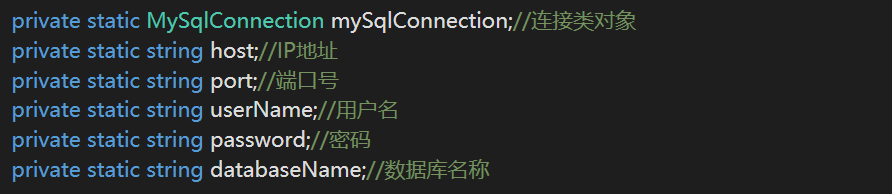 private static MySqlConnection mySqlConnection;//连接类对象
private static string host;//IP地址
private static string port;//端口号
private static string userName;//用户名
private static string password;//密码
private static string databaseName;//数据库名称